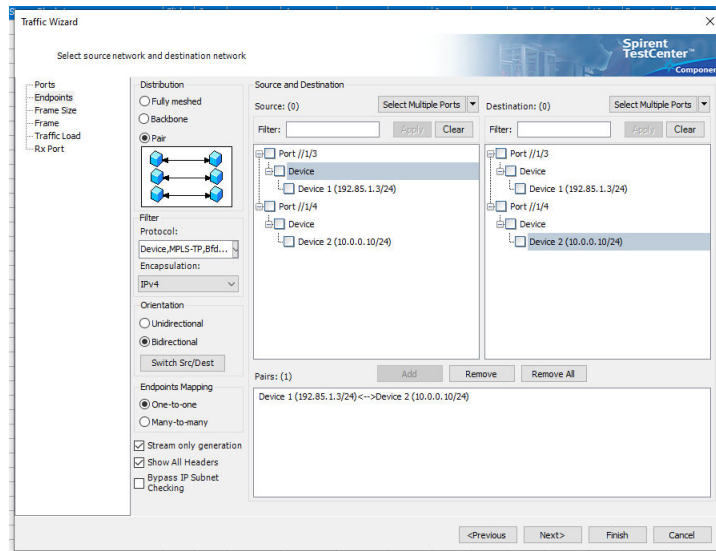 Traffic Wizard
Select source network and destination network
Spirent
TestCenter™
Componen
Ports
Endpoints
Frame Size
Frame
Traffic Load
Rx Port
Distribution
Fully meshed
Backbone
Pair
Filter
Protocol:
Device,MPLS-TP,Bfd...
Encapsulation:
IPv4
Orientation
Unidirectional
Bidirectional
Switch Src/Dest
Endpoints Mapping
One-to-one
Many-to-many
Stream only generation
Show All Headers
Bypass IP Subnet
Checking
Source and Destination
Source: (0)
Select Multiple Ports
Filter:
Apply
Clear
Port //1/3
Device
Device 1 (192.85.1.3/24)
Port //1/4
Device
Device 2 (10.0.0.10/24)
Destination: (0)
Select Multiple Ports
Filter:
Apply
Clear
Port //1/3
Device
Device 1 (192.85.1.3/24)
Port //1/4
Device
Device 2 (10.0.0.10/24)
Pairs: (1)
Add
Remove
Remove All
Device 1 (192.85.1.3/24)<-->Device 2 (10.0.0.10/24)
<Previous
Next>
Finish
Cancel